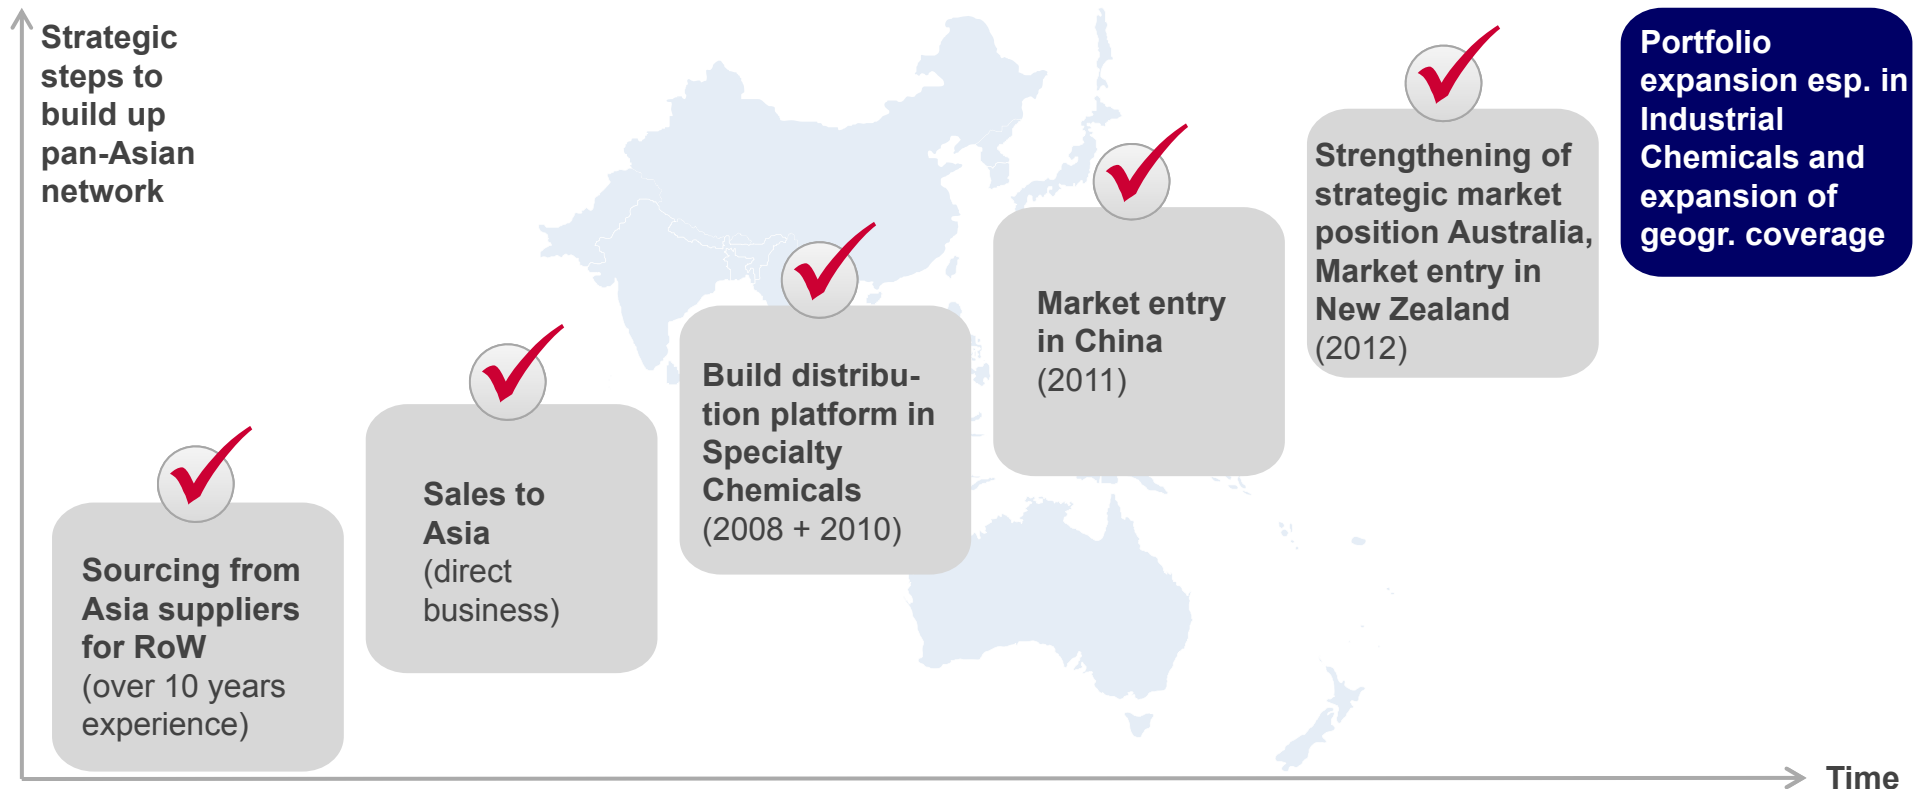 Strategic
steps to
build up
pan-Asian
network
Sourcing from
Asia suppliers
for RoW
(over 10 years
experience)
Sales to
Asia
(direct
business)
Build distribu-
tion platform in
Specialty
Chemicals
(2008 + 2010)
Market entry
in China
(2011)
Strengthening of
strategic market
position Australia,
Market entry in
New Zealand
(2012)
Portfolio
expansion esp. in
Industrial
Chemicals and
expansion of
geogr. coverage
Time